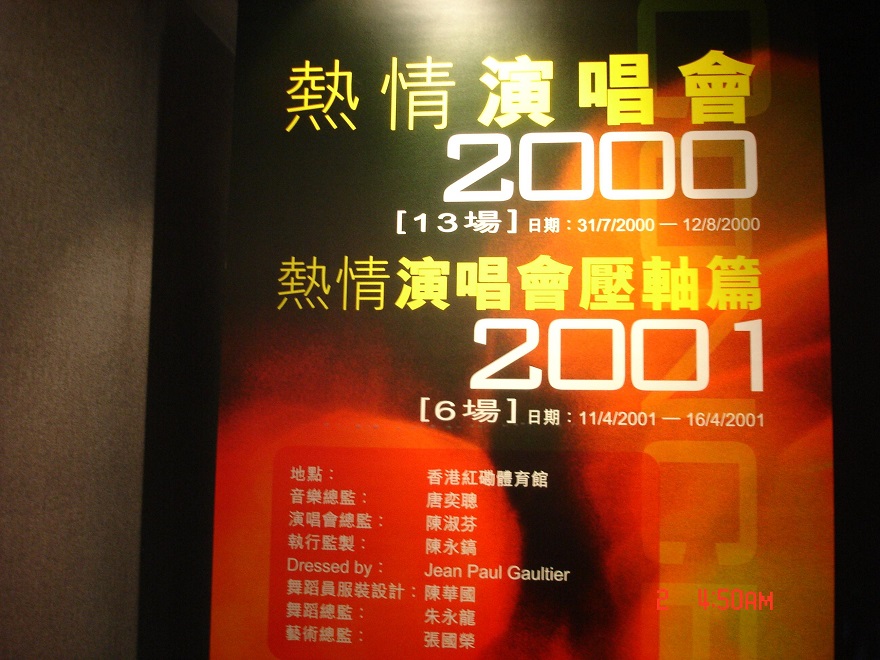 熱情演唱會
2000
[13場] 日期：31/7/2000 — 12/8/2000
熱情演唱會壓軸篇
2001
[6場] 日期：11/4/2001 — 16/4/2001
地點： 香港紅磡體育館
音樂總監： 唐奕聰
演唱會總監： 陳淑芬
執行監製： 陳永鎬
Dressed by： Jean Paul Gaultier
舞蹈員服裝設計：陳華國
舞蹈總監： 朱永龍
藝術總監： 張國榮
2 4:50AM